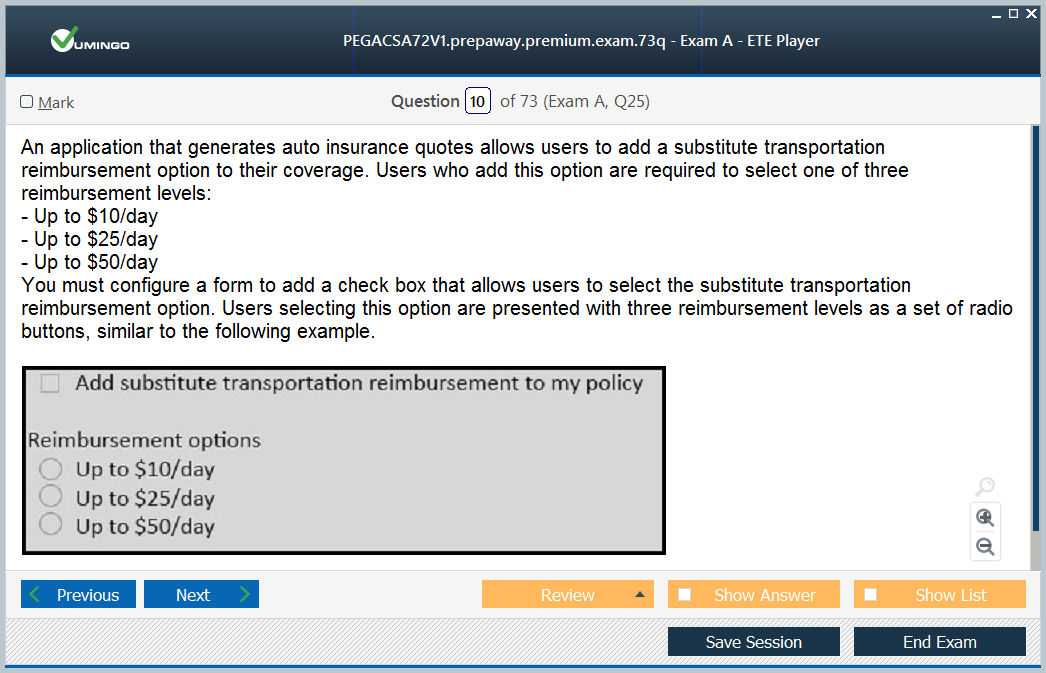 VUMINGO
PEGACSA72V1.prepaway.premium.exam.73q - Exam A - ETE Player
Mark
Question 10 of 73 (Exam A, Q25)
An application that generates auto insurance quotes allows users to add a substitute transportation
reimbursement option to their coverage. Users who add this option are required to select one of three
reimbursement levels:
- Up to $10/day
- Up to $25/day
- Up to $50/day
You must configure a form to add a check box that allows users to select the substitute transportation
reimbursement option. Users selecting this option are presented with three reimbursement levels as a set of radio
buttons, similar to the following example.
Add substitute transportation reimbursement to my policy
Reimbursement options
Up to $10/day
Up to $25/day
Up to $50/day
Previous
Next
Review
Show Answer
Show List
Save Session
End Exam